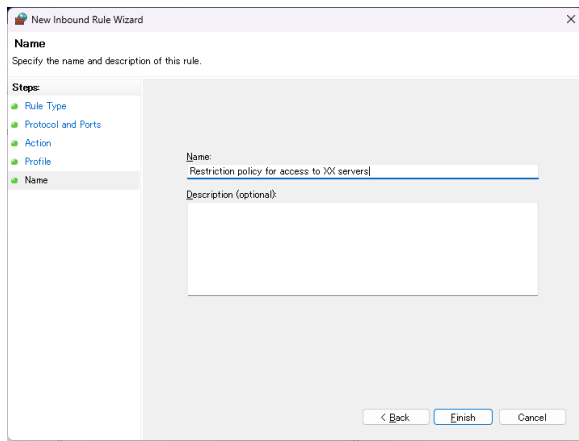 New Inbound Rule Wizard
Name
Specify the name and description of this rule.
Steps:
Rule Type
Protocol and Ports
Action
Profile
Name
Name:
Restriction policy for access to XX servers
Description (optional):
< Back
Finish
Cancel